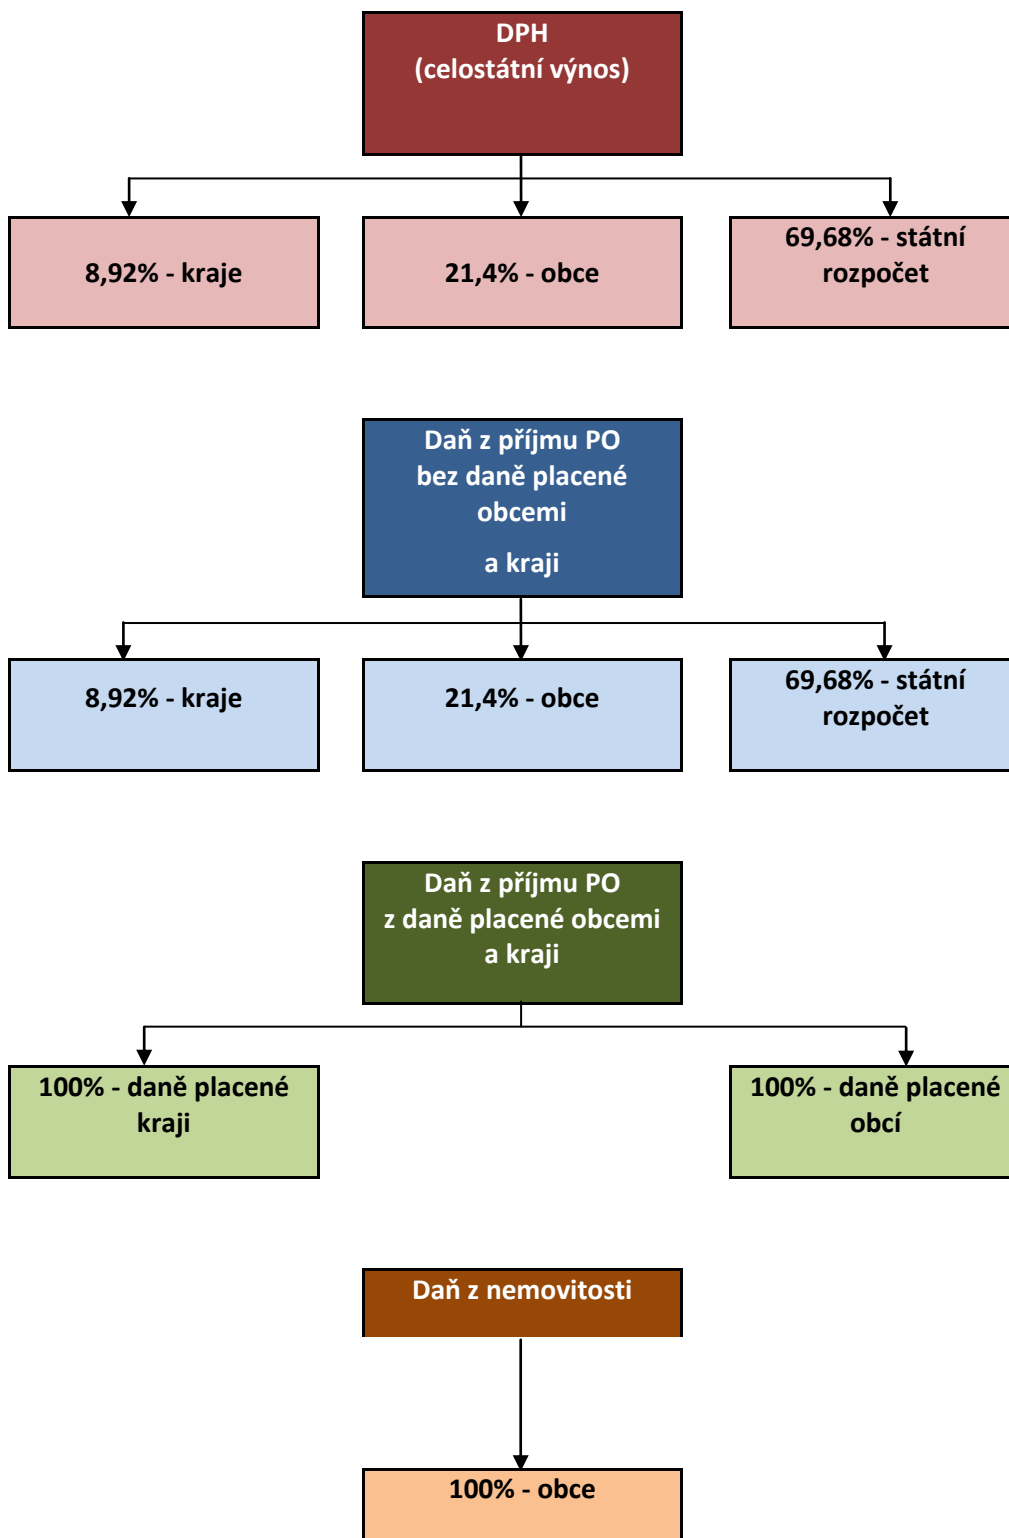 DPH
(celostátní výnos)
8,92% - kraje
21,4% - obce
69,68% - státní
rozpočet
Daň z příjmu PO
bez daně placené
obcemi
a kraji
8,92% - kraje
21,4% - obce
69,68% - státní
rozpočet
Daň z příjmu PO
z daně placené obcemi
a kraji
100% - daně placené
kraji
100% - daně placené
obcí
Daň z nemovitosti
100% - obce